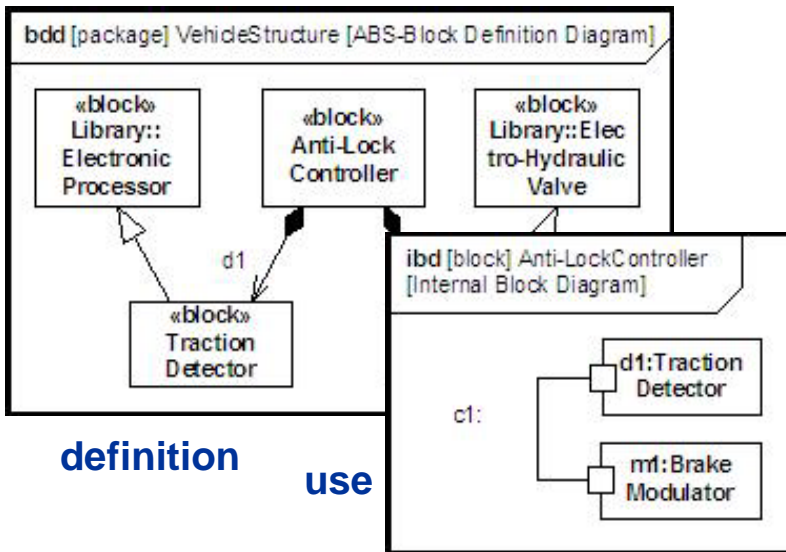 bdd [package] VehicleStructure [ABS-Block Definition Diagram]
«block»
Library::
Electronic
Processor
«block»
Anti-Lock
Controller
«block»
Library::Elec
tro-Hydraulic
Valve
d1
«block»
Traction
Detector
definition
use
ibd [block] Anti-LockController
[Internal Block Diagram]
d1:Traction
Detector
c1:
m1:Brake
Modulator